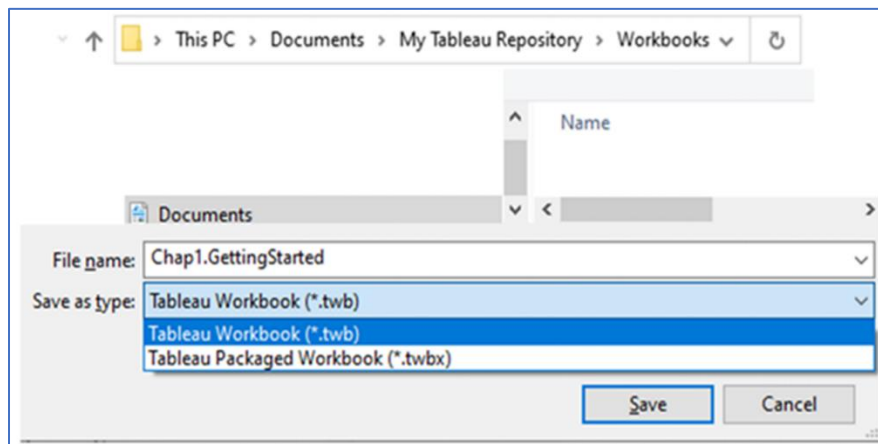 This PC > Documents > My Tableau Repository > Workbooks
Name
Documents
File name: Chap1.GettingStarted
Save as type: Tableau Workbook (*.twb)
Tableau Workbook (*.twb)
Tableau Packaged Workbook (*.twbx)
Save Cancel